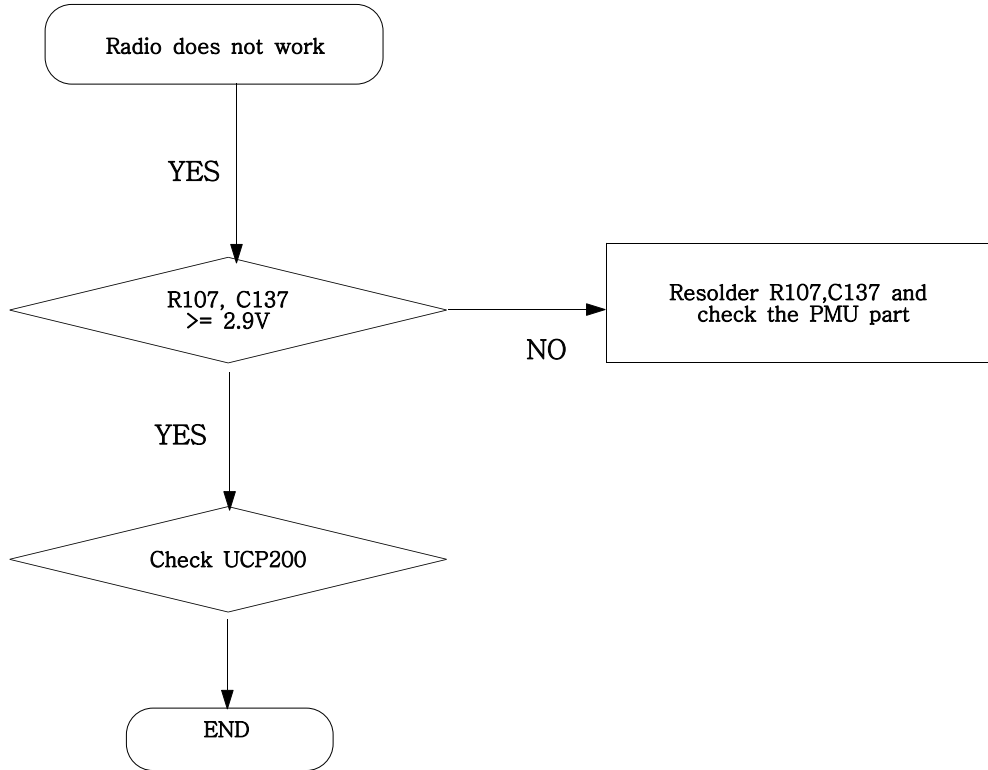 Radio does not work
YES
R107, C137
>= 2.9V
NO
Resolder R107,C137 and
check the PMU part
YES
Check UCP200
END